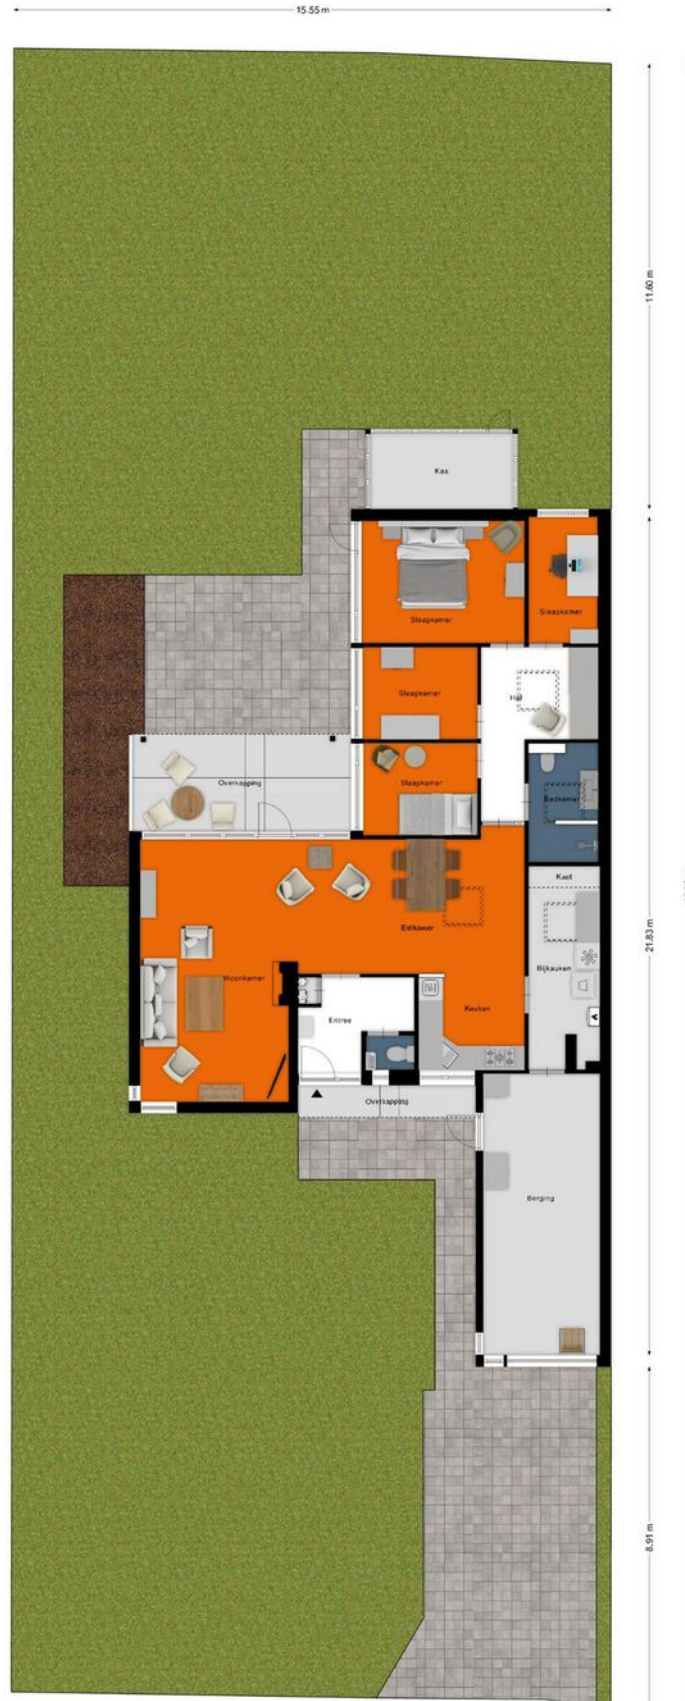 15.55 m
11.60 m
Kas
Slaapkamer
Slaapkamer
Slaapkamer
Hal
Slaapkamer
Overkapping
Badkamer
Kast
21.83 m
Eetkamer
Woonkamer
Bijkeuken
Keuken
Entree
Overkapping
Berging
8.91 m